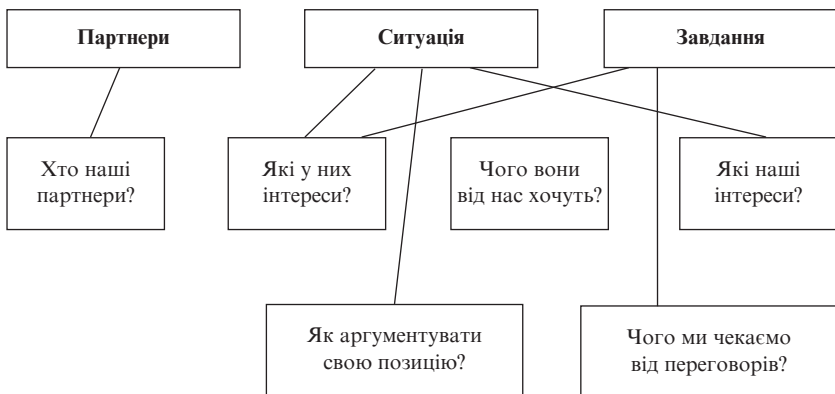 Партнери
Ситуація
Завдання
Хто наші
партнери?
Які у них
інтереси?
Чого вони
від нас хочуть?
Які наші
інтереси?
Як аргументувати
свою позицію?
Чого ми чекаємо
від переговорів?